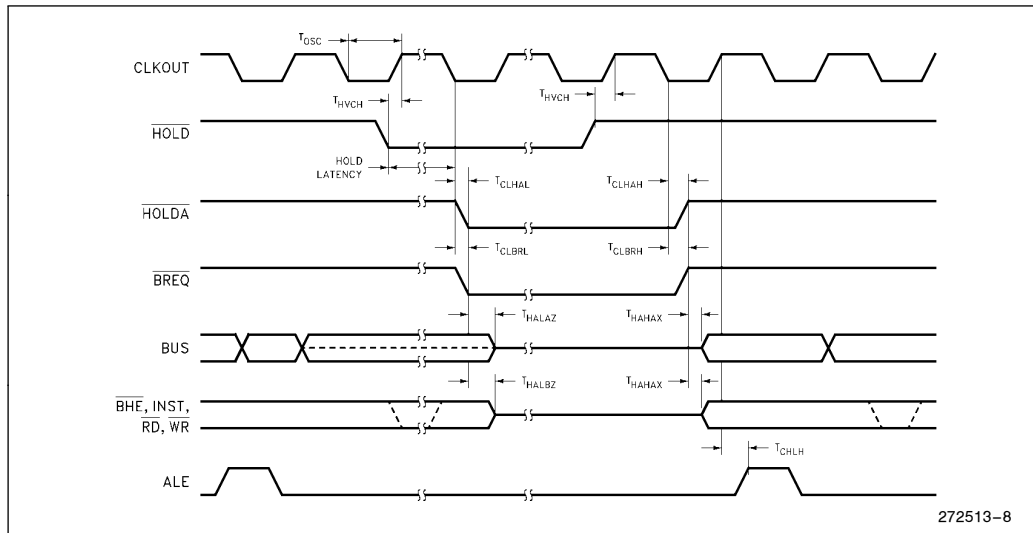 T_OSC
CLKOUT
T_HVCH
T_HVCH
HOLD
HOLD
LATENCY
T_CLHAL
T_CLHAH
HOLDA
T_CLBRL
T_CLBRH
BREQ
T_HALAZ
T_HAHAX
BUS
T_HALBZ
T_HAHAX
BHE, INST,
RD, WR
T_CHLH
ALE
272513-8